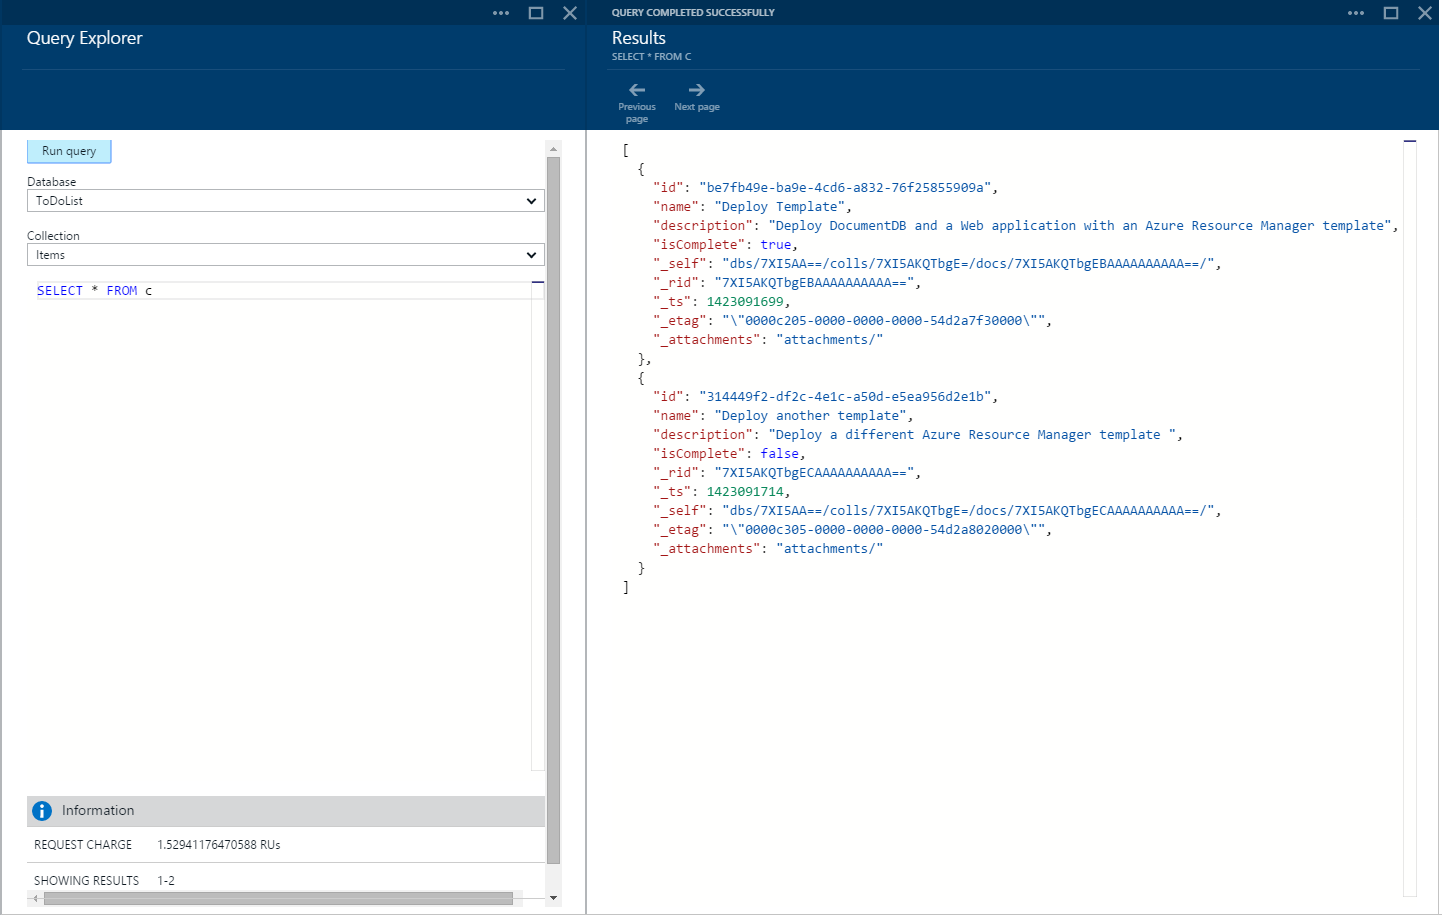 Query Explorer
Run query
Database
ToDoList
Collection
Items
SELECT * FROM c
Information
REQUEST CHARGE 1.52941176470588 RUs
SHOWING RESULTS 1-2
QUERY COMPLETED SUCCESSFULLY
Results
SELECT * FROM C
Previous page
Next page
[
{
"id": "be7fb49e-ba9e-4cd6-a832-76f25855909a",
"name": "Deploy Template",
"description": "Deploy DocumentDB and a Web application with an Azure Resource Manager template",
"isComplete": true,
"_self": "dbs/7XI5AA==/colls/7XI5AKQTbgE=/docs/7XI5AKQTbgEBAAAAAAAAAA==/",
"_rid": "7XI5AKQTbgEBAAAAAAAAAA==",
"_ts": 1423091699,
"_etag": "\"0000c205-0000-0000-0000-54d2a7f30000\"",
"_attachments": "attachments/"
},
{
"id": "314449f2-df2c-4e1c-a50d-e5ea956d2e1b",
"name": "Deploy another template",
"description": "Deploy a different Azure Resource Manager template ",
"isComplete": false,
"_rid": "7XI5AKQTbgECAAAAAAAAAA==",
"_ts": 1423091714,
"_self": "dbs/7XI5AA==/colls/7XI5AKQTbgE=/docs/7XI5AKQTbgECAAAAAAAAAA==/",
"_etag": "\"0000c305-0000-0000-0000-54d2a8020000\"",
"_attachments": "attachments/"
}
]